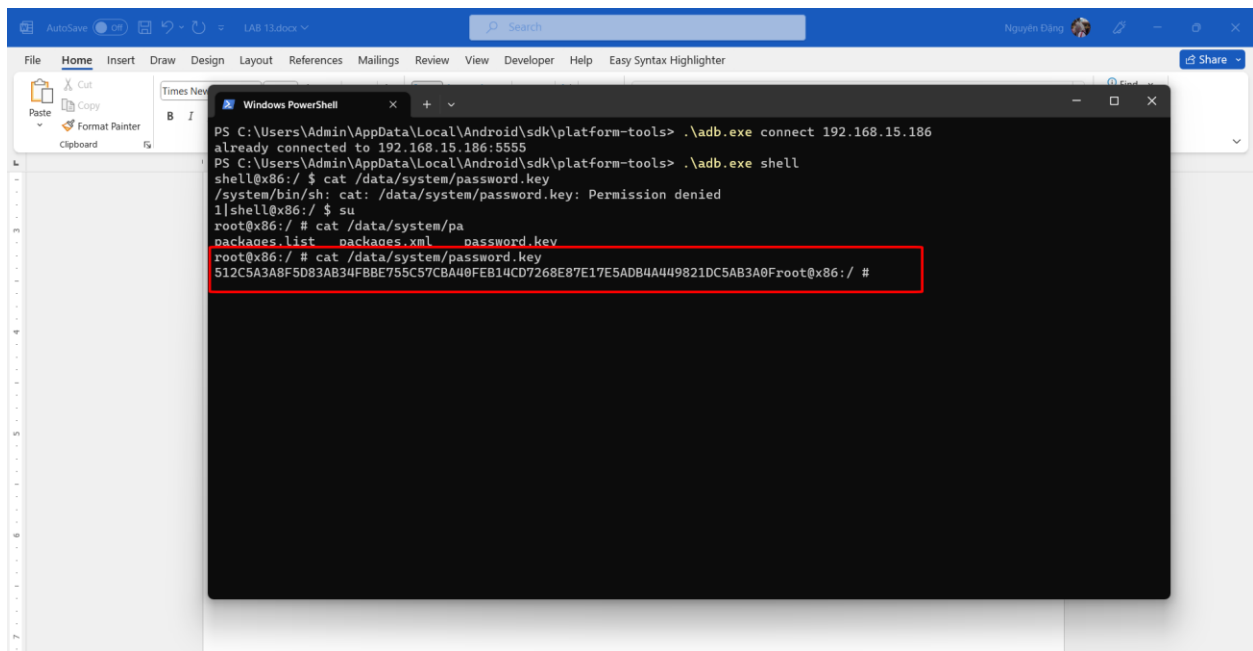 AutoSave Off LAB 13.docx Search Nguyên Đặng
File Home Insert Draw Design Layout References Mailings Review View Developer Help Easy Syntax Highlighter Share
Paste
Cut
Copy
Format Painter
Clipboard
Times New
B I
Find
Windows PowerShell
PS C:\Users\Admin\AppData\Local\Android\sdk\platform-tools> .\adb.exe connect 192.168.15.186
already connected to 192.168.15.186:5555
PS C:\Users\Admin\AppData\Local\Android\sdk\platform-tools> .\adb.exe shell
shell@x86:/ $ cat /data/system/password.key
/system/bin/sh: cat: /data/system/password.key: Permission denied
1|shell@x86:/ $ su
root@x86:/ # cat /data/system/pa
packages.list packages.xml password.key
root@x86:/ # cat /data/system/password.key
512C5A3A8F5D83AB34FBBE755C57CBA40FEB14CD7268E87E17E5ADB4A449821DC5AB3A0Froot@x86:/ #